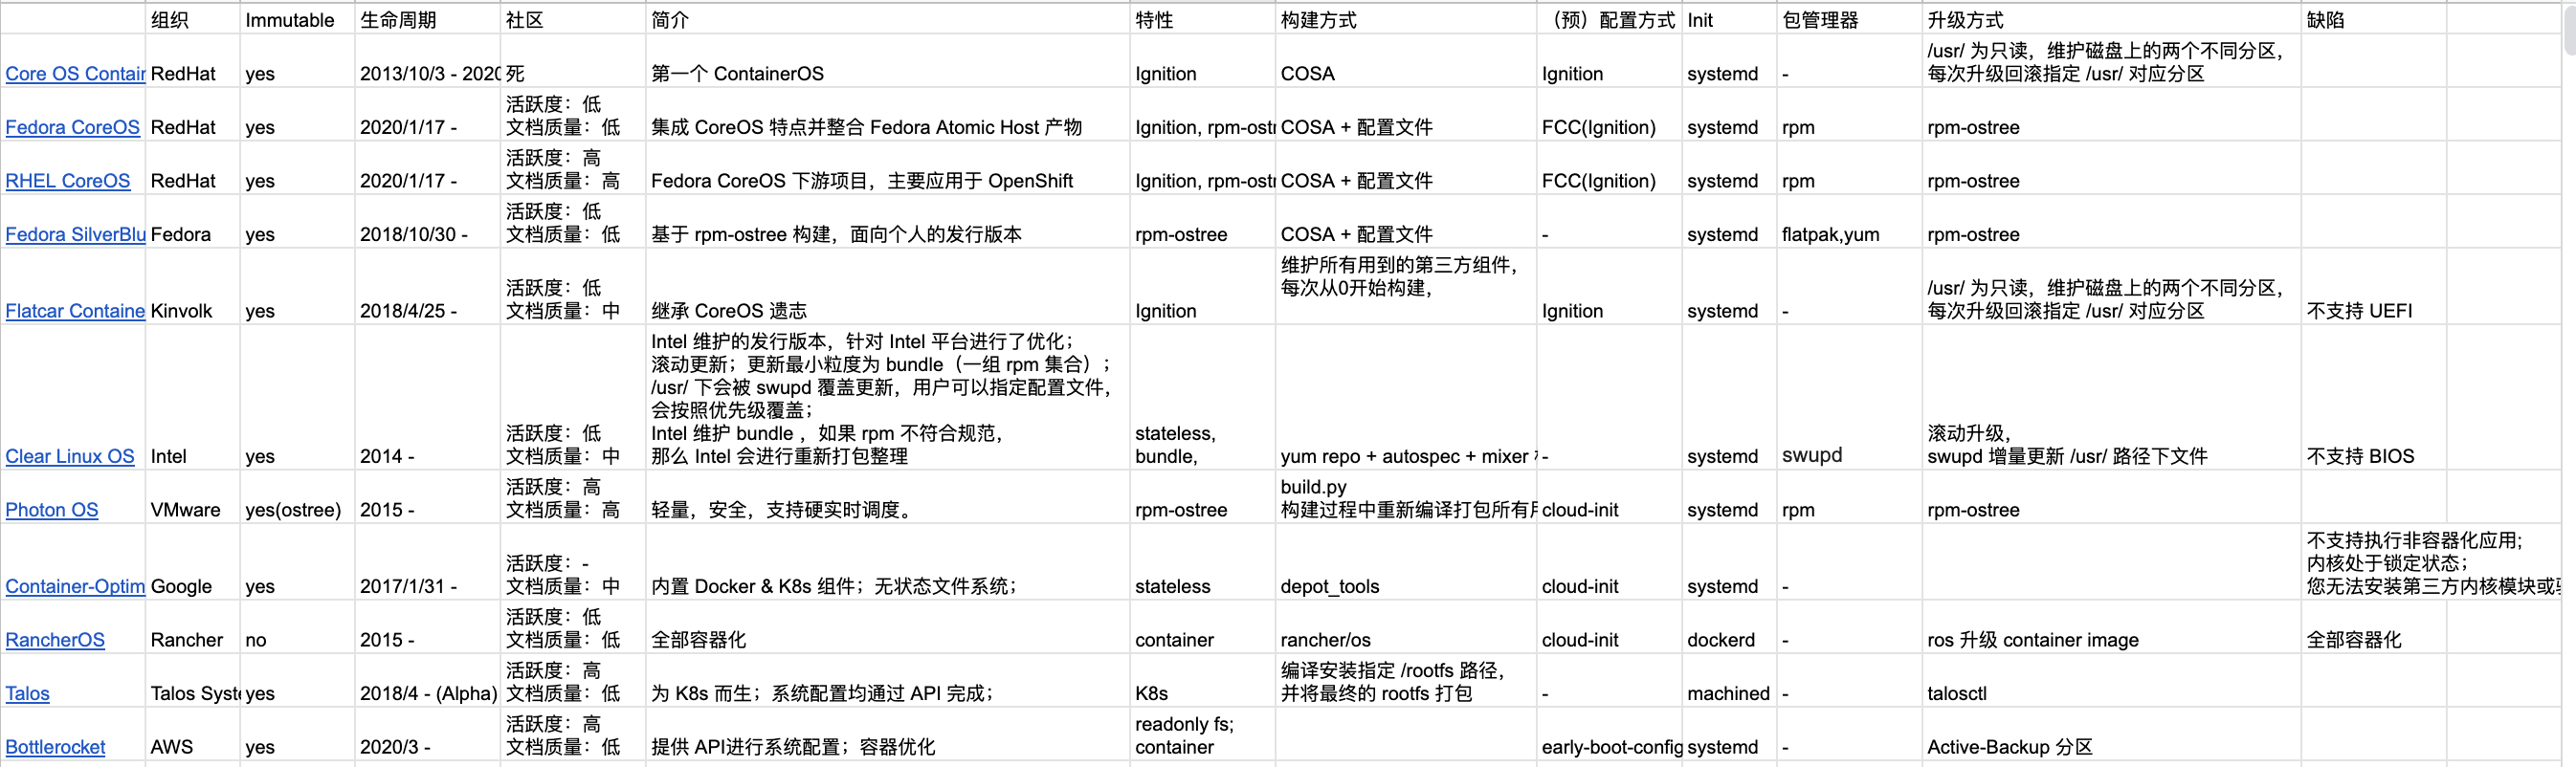 组织 Immutable 生命周期 社区 简介 特性 构建方式 （预）配置方式 Init 包管理器 升级方式 缺陷
/usr/ 为只读，维护磁盘上的两个不同分区，
Core OS Contair RedHat yes 2013/10/3 - 2020 死 第一个 ContainerOS Ignition COSA Ignition systemd - 每次升级回滚指定 /usr/ 对应分区
活跃度：低
Fedora CoreOS RedHat yes 2020/1/17 - 文档质量：低 集成 CoreOS 特点并整合 Fedora Atomic Host 产物 Ignition, rpm-ostr COSA + 配置文件 FCC(Ignition) systemd rpm rpm-ostree
活跃度：高
RHEL CoreOS RedHat yes 2020/1/17 - 文档质量：高 Fedora CoreOS 下游项目，主要应用于 OpenShift Ignition, rpm-ostr COSA + 配置文件 FCC(Ignition) systemd rpm rpm-ostree
活跃度：低
Fedora SilverBlu Fedora yes 2018/10/30 - 文档质量：低 基于 rpm-ostree 构建，面向个人的发行版本 rpm-ostree COSA + 配置文件 - systemd flatpak,yum rpm-ostree
维护所有用到的第三方组件，
活跃度：低 每次从0开始构建， /usr/ 为只读，维护磁盘上的两个不同分区，
Flatcar Containe Kinvolk yes 2018/4/25 - 文档质量：中 继承 CoreOS 遗志 Ignition Ignition systemd - 每次升级回滚指定 /usr/ 对应分区 不支持 UEFI
Intel 维护的发行版本，针对 Intel 平台进行了优化；
滚动更新；更新最小粒度为 bundle（一组 rpm 集合）；
/usr/ 下会被 swupd 覆盖更新，用户可以指定配置文件，
会按照优先级覆盖；
活跃度：低 Intel 维护 bundle ，如果 rpm 不符合规范， stateless, 滚动升级，
Clear Linux OS Intel yes 2014 - 文档质量：中 那么 Intel 会进行重新打包整理 bundle, yum repo + autospec + mixer - systemd swupd swupd 增量更新 /usr/ 路径下文件 不支持 BIOS
活跃度：高 build.py
Photon OS VMware yes(ostree) 2015 - 文档质量：高 轻量，安全，支持硬实时调度。 rpm-ostree 构建过程中重新编译打包所有 cloud-init systemd rpm rpm-ostree
不支持执行非容器化应用;
活跃度：- 内核处于锁定状态；
Container-Optim Google yes 2017/1/31 - 文档质量：中 内置 Docker & K8s 组件；无状态文件系统； stateless depot_tools cloud-init systemd - 您无法安装第三方内核模块或
活跃度：低
RancherOS Rancher no 2015 - 文档质量：低 全部容器化 container rancher/os cloud-init dockerd - ros 升级 container image 全部容器化
活跃度：高 编译安装指定 /rootfs 路径，
Talos Talos Syste yes 2018/4 - (Alpha) 文档质量：低 为 K8s 而生；系统配置均通过 API 完成； K8s 并将最终的 rootfs 打包 - machined - talosctl
活跃度：高 readonly fs;
Bottlerocket AWS yes 2020/3 - 文档质量：低 提供 API进行系统配置；容器优化 container early-boot-config systemd - Active-Backup 分区